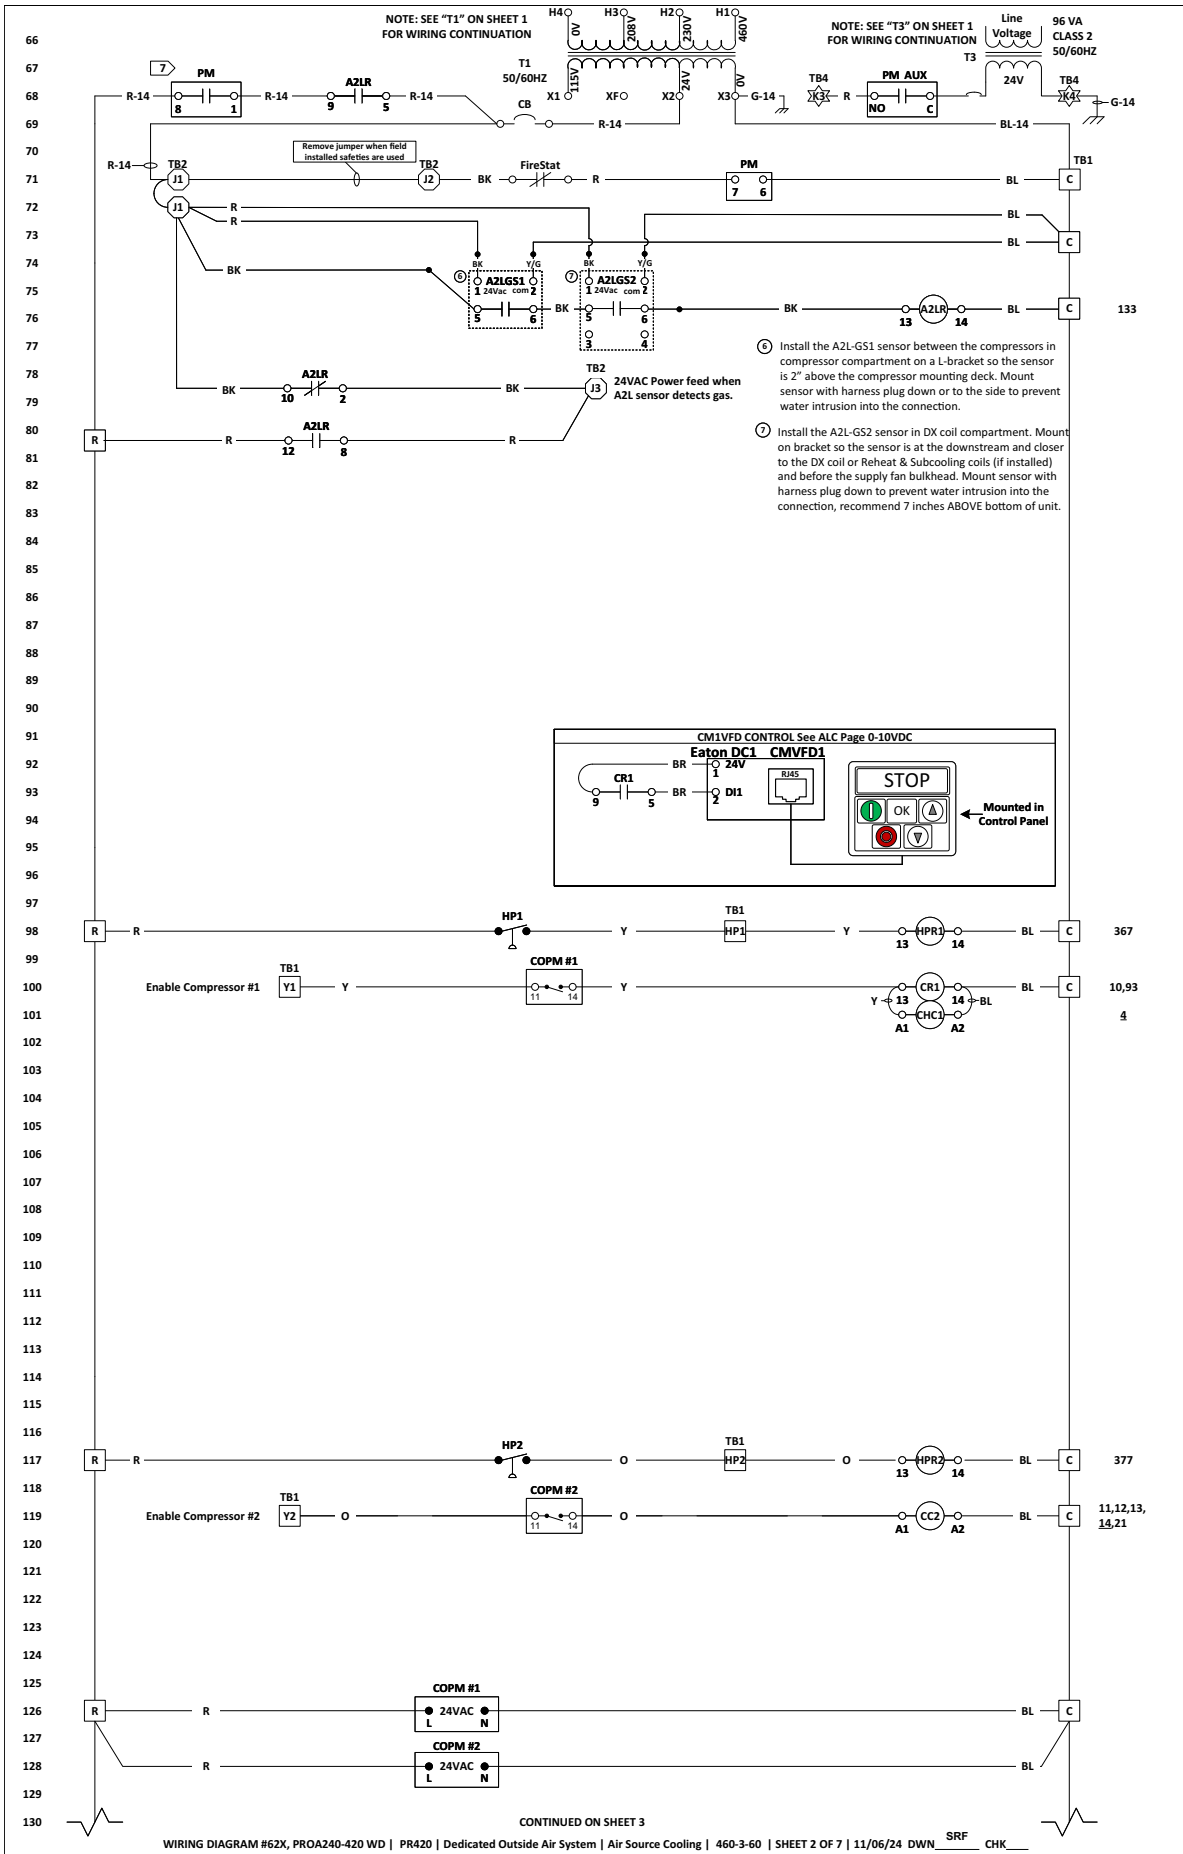 NOTE: SEE “T1” ON SHEET 1
FOR WIRING CONTINUATION
H4 H3 H2 H1
0V 208V 230V 460V
NOTE: SEE “T3” ON SHEET 1
FOR WIRING CONTINUATION
Line
Voltage
96 VA
CLASS 2
50/60HZ
66
67
7
PM
T1
50/60HZ
115V 24V 0V
T3
24V
68
R-14
8 1
R-14
A2LR
9 5
R-14
X1 XF X2 X3
G-14
TB4
K3
R
PM AUX
NO C
TB4
K4
G-14
CB
69
R-14
BL-14
70
Remove jumper when field
installed safeties are used
R-14
71
TB2
J1
TB2
J2
BK
FireStat
R
PM
7 6
BL
TB1
C
72
J1
R
R
BL
73
BL
C
74
BK
BK Y/G
BK Y/G
75
6
A2LGS1
1 24Vac com 2
7
A2LGS2
1 24Vac com 2
76
5 6
BK
5 6
BK
A2LR
13 14
BL
C
133
77
3 4
6 Install the A2L-GS1 sensor between the compressors in
compressor compartment on a L-bracket so the sensor
is 2” above the compressor mounting deck. Mount
sensor with harness plug down or to the side to prevent
water intrusion into the connection.
78
BK
A2LR
10 2
BK
TB2
J3
24VAC Power feed when
A2L sensor detects gas.
79
80
R
R
A2LR
12 8
R
7 Install the A2L-GS2 sensor in DX coil compartment. Mount
on bracket so the sensor is at the downstream and closer
to the DX coil or Reheat & Subcooling coils (if installed)
and before the supply fan bulkhead. Mount sensor with
harness plug down to prevent water intrusion into the
connection, recommend 7 inches ABOVE bottom of unit.
81
82
83
84
85
86
87
88
89
90
91
CM1VFD CONTROL See ALC Page 0-10VDC
92
Eaton DC1 CMVFD1
BR
1 24V
RJ45
STOP
93
CR1
9 5
BR
2 DI1
OK
Mounted in
Control Panel
94
95
96
97
98
R
R
HP1
Y
TB1
HP1
Y
HPR1
13 14
BL
C
367
99
100
Enable Compressor #1
TB1
Y1
Y
COPM #1
11 14
Y
CR1
13 14
BL
C
10,93
101
Y
BL
CHC1
A1 A2
4
102
103
104
105
106
107
108
109
110
111
112
113
114
115
116
117
R
R
HP2
O
TB1
HP2
O
HPR2
13 14
BL
C
377
118
119
Enable Compressor #2
TB1
Y2
O
COPM #2
11 14
O
CC2
A1 A2
BL
C
11,12,13,
14,21
120
121
122
123
124
125
126
R
R
COPM #1
24VAC
L N
BL
C
127
128
R
COPM #2
24VAC
L N
BL
129
130
CONTINUED ON SHEET 3
WIRING DIAGRAM #62X, PROA240-420 WD | PR420 | Dedicated Outside Air System | Air Source Cooling | 460-3-60 | SHEET 2 OF 7 | 11/06/24 DWN SRF CHK